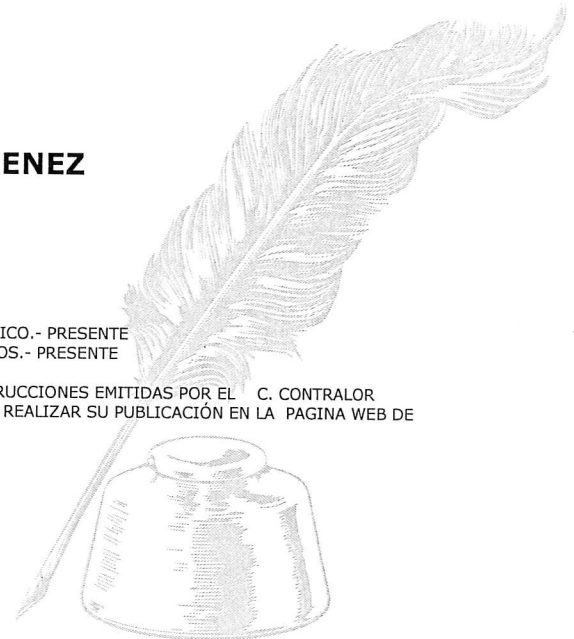 ENEZ
ICO.- PRESENTE
OS.- PRESENTE
RUCCIONES EMITIDAS POR EL C. CONTRALOR
REALIZAR SU PUBLICACIÓN EN LA PAGINA WEB DE